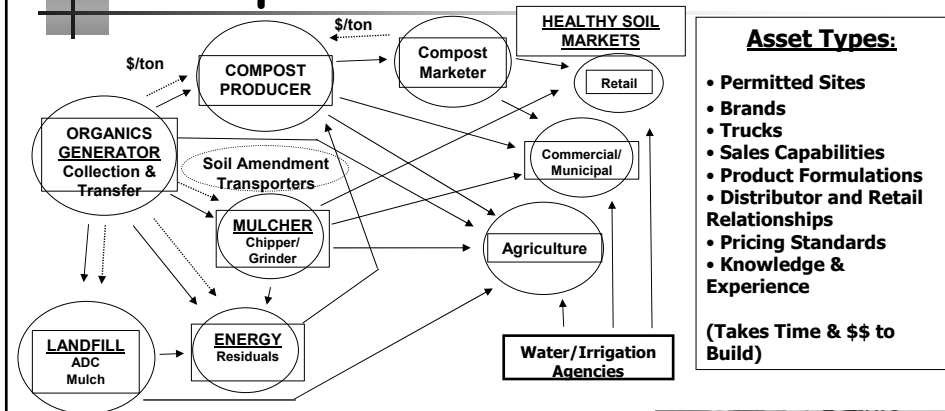 $/ton
HEALTHY SOIL
MARKETS
$/ton
COMPOST
PRODUCER
Compost
Marketer
Retail
ORGANICS
GENERATOR
Collection &
Transfer
Soil Amendment
Transporters
Commercial/
Municipal
MULCHER
Chipper/
Grinder
Agriculture
LANDFILL
ADC
Mulch
ENERGY
Residuals
Water/Irrigation
Agencies
Asset Types:
• Permitted Sites
• Brands
• Trucks
• Sales Capabilities
• Product Formulations
• Distributor and Retail
Relationships
• Pricing Standards
• Knowledge &
Experience
(Takes Time & $$ to
Build)